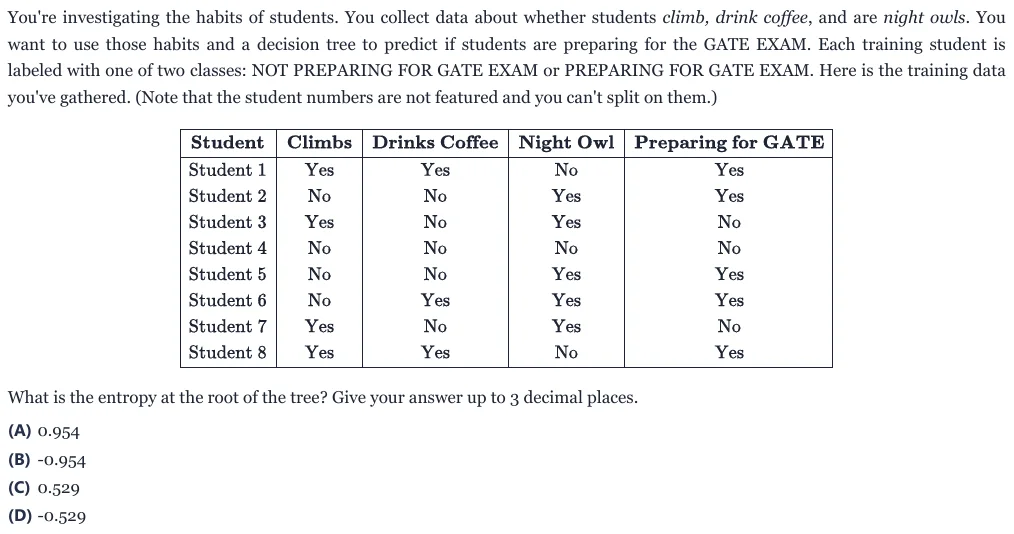 You're investigating the habits of students. You collect data about whether students climb, drink coffee, and are night owls. You
want to use those habits and a decision tree to predict if students are preparing for the GATE EXAM. Each training student is
labeled with one of two classes: NOT PREPARING FOR GATE EXAM or PREPARING FOR GATE EXAM. Here is the training data
you've gathered. (Note that the student numbers are not featured and you can't split on them.)
Student Climbs Drinks Coffee Night Owl Preparing for GATE
Student 1 Yes Yes No Yes
Student 2 No No Yes Yes
Student 3 Yes No Yes No
Student 4 No No No No
Student 5 No No Yes Yes
Student 6 No Yes Yes Yes
Student 7 Yes No Yes No
Student 8 Yes Yes No Yes
What is the entropy at the root of the tree? Give your answer up to 3 decimal places.
(A) 0.954
(B) -0.954
(C) 0.529
(D) -0.529